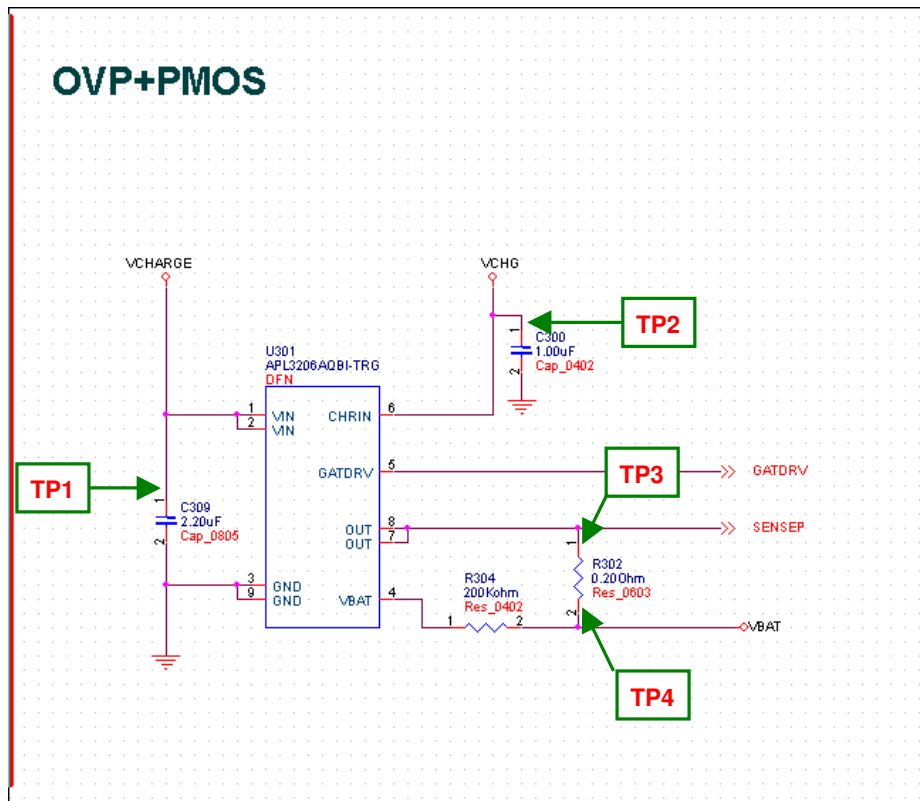 OVP+PMOS
VCHARGE
VCHG
TP2
1
C300
1.00uF
Cap_0402
2
U301
APL3206AQBI-TRG
DFN
1
VIN
2
VIN
CHRIN
6
GATDRV
5
GATDRV
TP3
TP1
1
C309
2.20uF
Cap_0805
2
OUT
8
OUT
7
SENSEP
1
R302
0.20Ohm
Res_0603
2
3
GND
9
GND
VBAT
4
R304
200Kohm
Res_0402
1
2
VBAT
TP4